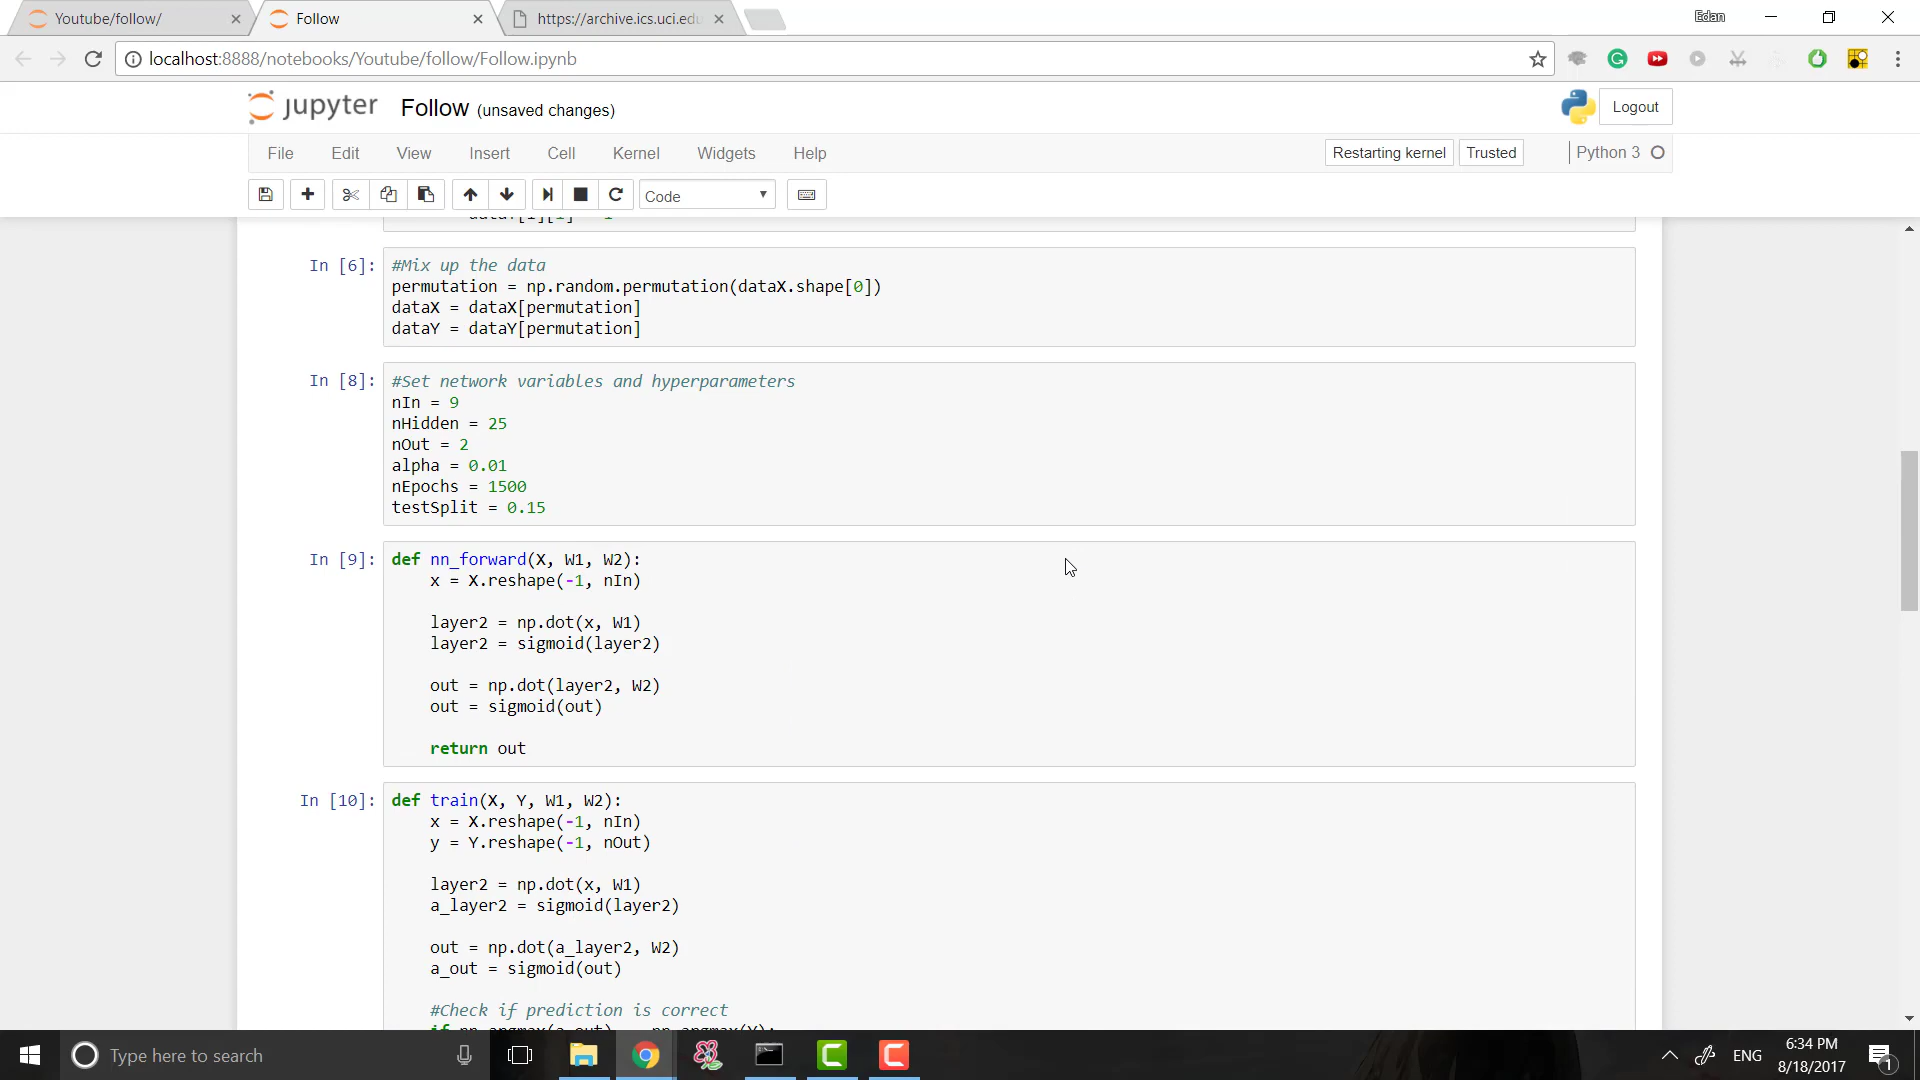 Youtube/follow/
Follow
https://archive.ics.uci.edu
Edan
localhost:8888/notebooks/Youtube/follow/Follow.ipynb
jupyter Follow (unsaved changes)
Logout
File Edit View Insert Cell Kernel Widgets Help
Restarting kernel Trusted Python 3
Code
In [6]: #Mix up the data
permutation = np.random.permutation(dataX.shape[0])
dataX = dataX[permutation]
dataY = dataY[permutation]
In [8]: #Set network variables and hyperparameters
nIn = 9
nHidden = 25
nOut = 2
alpha = 0.01
nEpochs = 1500
testSplit = 0.15
In [9]: def nn_forward(X, W1, W2):
x = X.reshape(-1, nIn)
layer2 = np.dot(x, W1)
layer2 = sigmoid(layer2)
out = np.dot(layer2, W2)
out = sigmoid(out)
return out
In [10]: def train(X, Y, W1, W2):
x = X.reshape(-1, nIn)
y = Y.reshape(-1, nOut)
layer2 = np.dot(x, W1)
a_layer2 = sigmoid(layer2)
out = np.dot(a_layer2, W2)
a_out = sigmoid(out)
#Check if prediction is correct
Type here to search
ENG
6:34 PM
8/18/2017
1